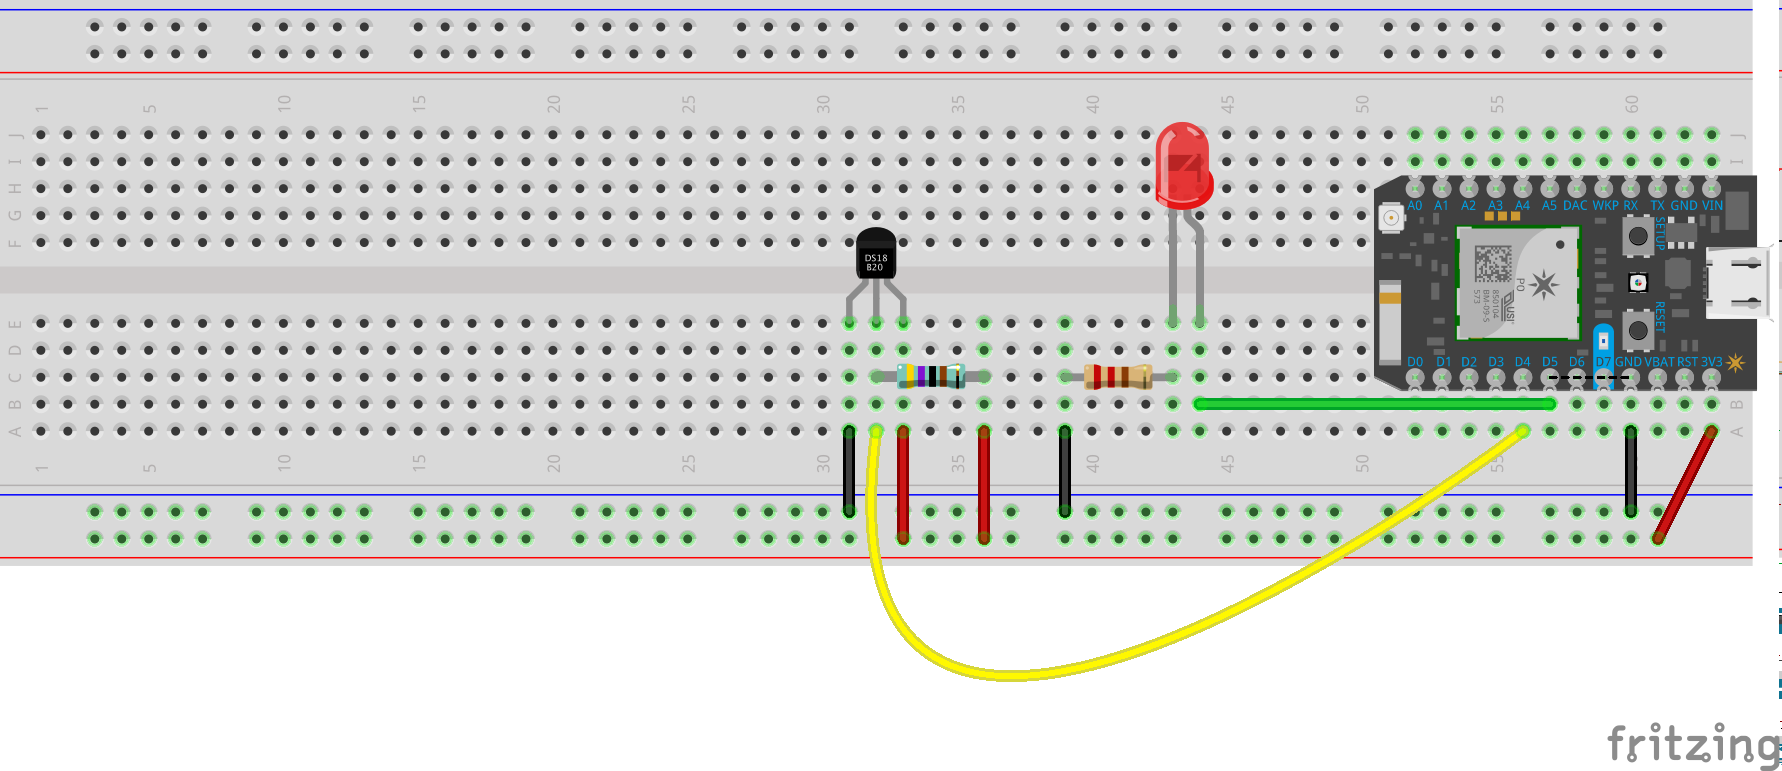 1 5 10 15 20 25 30 35 40 45 50 55 60
J J
I I
H
G
F
A0 A1 A2 A3 A4 A5 DAC WKP RX TX GND VIN
SETUP
DS18
B20
PO
RESET
E
D
C
D0 D1 D2 D3 D4 D5 D6 D7 GND VBAT RST 3V3
B B
A A
1 5 10 15 20 25 30 35 40 45 50 55 60
fritzing